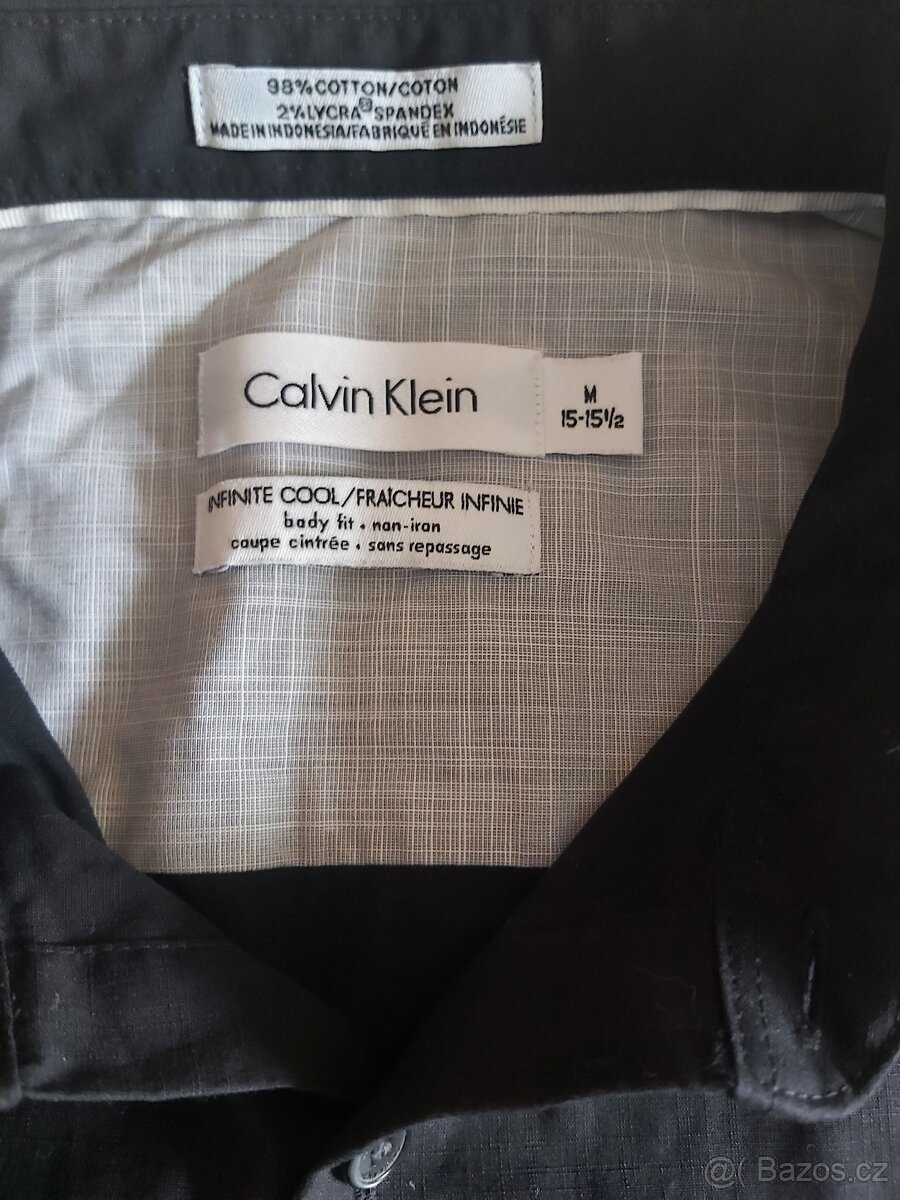 98% COTTON/COTON
2% LYCRA® SPANDEX
MADE IN INDONESIA/FABRIQUÉ EN INDONÉSIE
Calvin Klein
M
15-15½
INFINITE COOL/FRAÎCHEUR INFINIE
body fit • non-iron
coupe cintrée • sans repassage
@( Bazos.cz